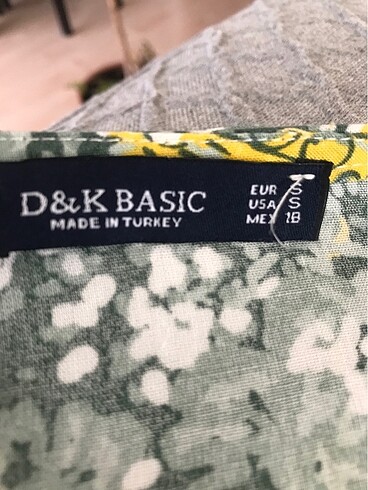 D&K BASIC
MADE IN TURKEY
EUR S
USA S
MEX 18